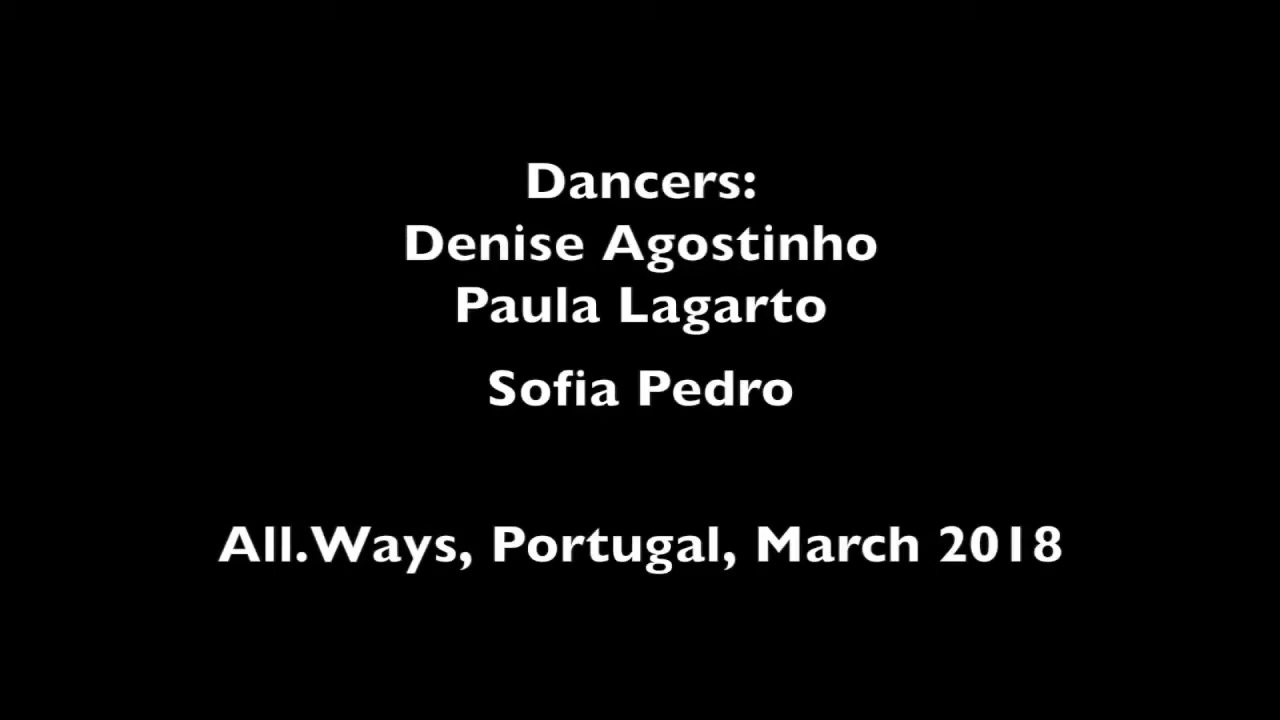 Dancers:
Denise Agostinho
Paula Lagarto
Sofia Pedro
All.Ways, Portugal, March 2018